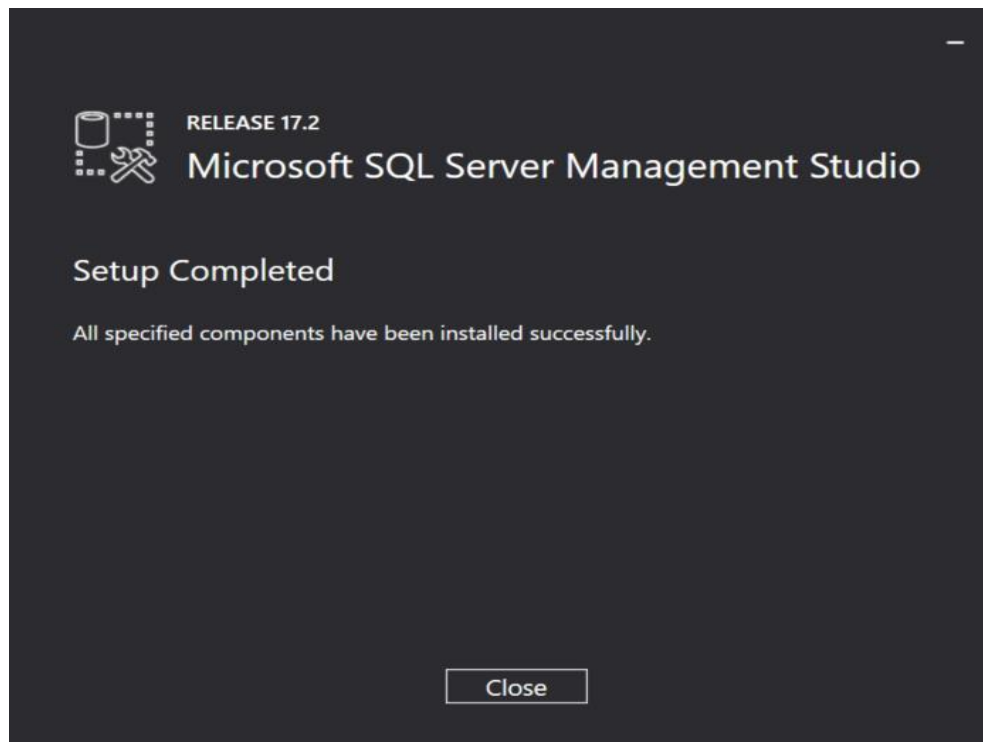 RELEASE 17.2
Microsoft SQL Server Management Studio
Setup Completed
All specified components have been installed successfully.
Close